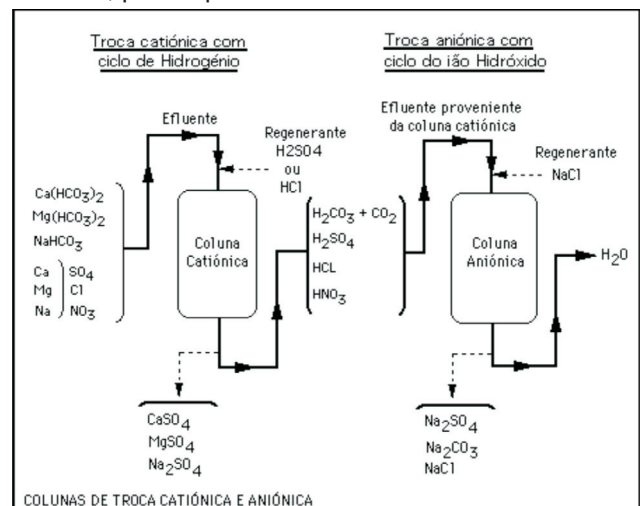 Troca catiónica com
ciclo de Hidrogénio
Troca aniónica com
ciclo do ião Hidróxido
Efluente
Regenerante
H2SO4
ou
HCl
Efluente proveniente
da coluna catiónica
Regenerante
NaCl
Ca(HCO3)2
Mg(HCO3)2
NaHCO3
Ca SO4
Mg Cl
Na NO3
Coluna
Catiónica
H2CO3 + CO2
H2SO4
HCL
HNO3
Coluna
Aniónica
H2O
CaSO4
MgSO4
Na2SO4
Na2SO4
Na2CO3
NaCl
COLUNAS DE TROCA CATIÓNICA E ANIÓNICA